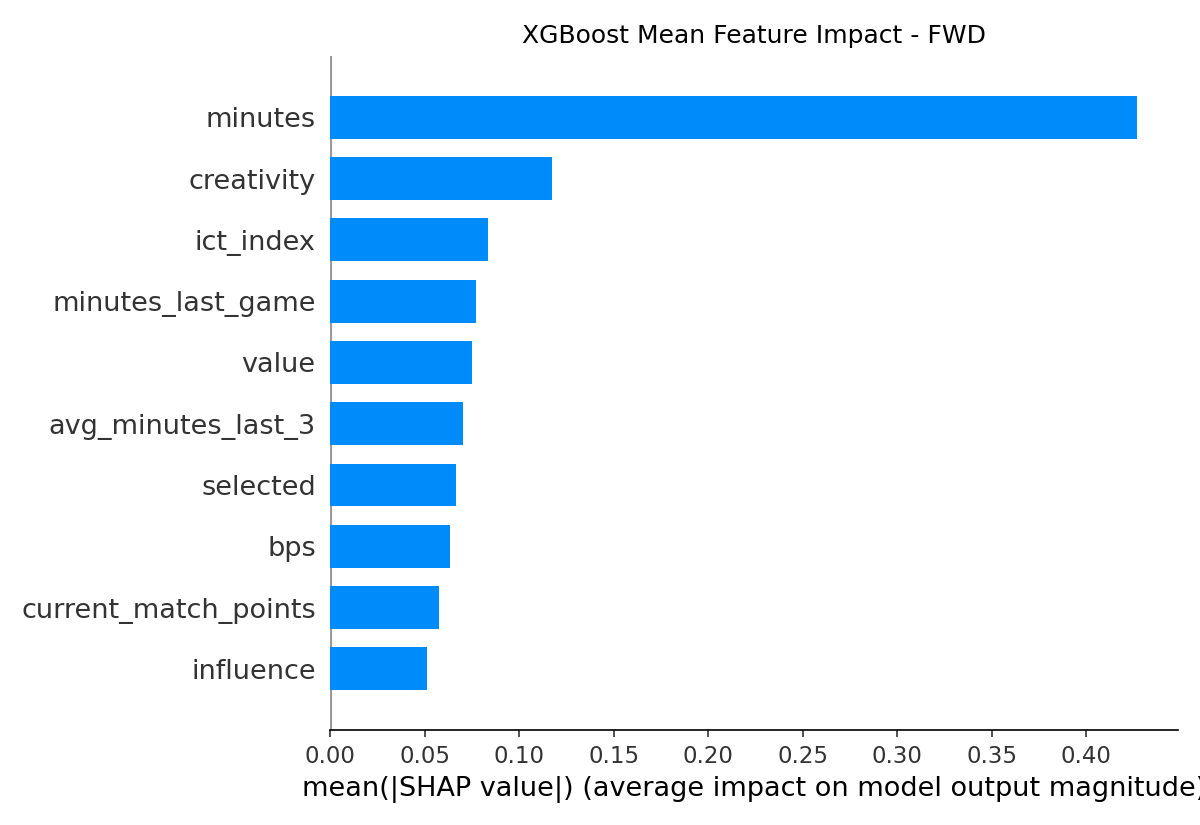 XGBoost Mean Feature Impact - FWD
minutes
creativity
ict_index
minutes_last_game
value
avg_minutes_last_3
selected
bps
current_match_points
influence
0.00 0.05 0.10 0.15 0.20 0.25 0.30 0.35 0.40
mean(|SHAP value|) (average impact on model output magnitude)